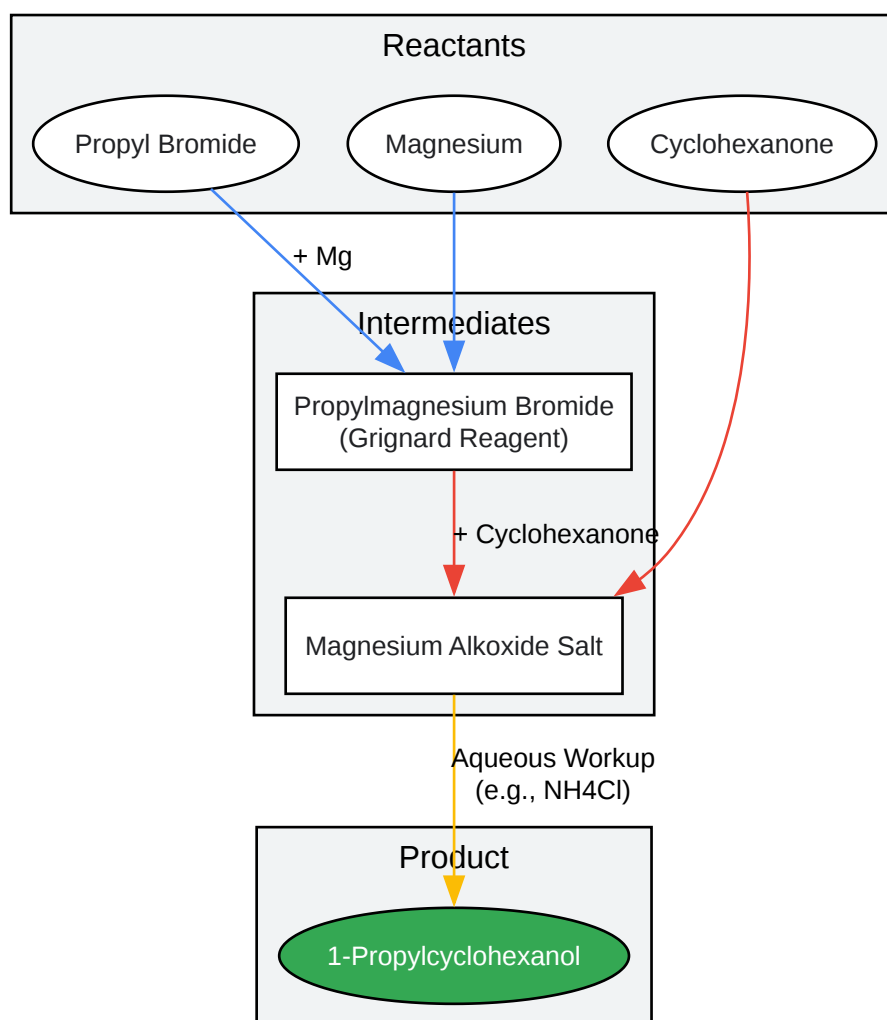 Reactants
Propyl Bromide
Magnesium
Cyclohexanone
+ Mg
Intermediates
Propylmagnesium Bromide
(Grignard Reagent)
+ Cyclohexanone
Magnesium Alkoxide Salt
Aqueous Workup
(e.g., NH4Cl)
Product
1-Propylcyclohexanol